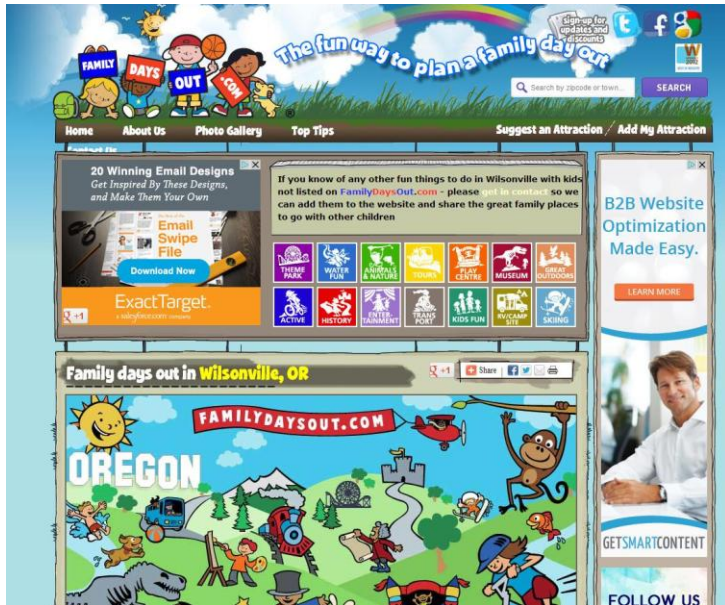 FAMILY
DAYS
OUT
.COM
The fun way to plan a family day out
sign-up for
updates and
discounts
Search by zipcode or town...
SEARCH
Home
About Us
Photo Gallery
Top Tips
Suggest an Attraction
Add My Attraction
Contact Us
20 Winning Email Designs
Get Inspired By These Designs,
and Make Them Your Own
Email
Swipe
File
Download Now
ExactTarget.
a salesforce.com company
+1
If you know of any other fun things to do in Wilsonville with kids
not listed on FamilyDaysOut.com - please get in contact so we
can add them to the website and share the great family places
to go with other children
THEME
PARK
WATER
FUN
ANIMALS
& NATURE
TOURS
PLAY
CENTRE
MUSEUM
GREAT
OUTDOORS
ACTIVE
HISTORY
ENTER-
TAINMENT
TRANS
PORT
KIDS FUN
RV/CAMP
SITE
SKIING
B2B Website
Optimization
Made Easy.
LEARN MORE
GETSMARTCONTENT
FOLLOW US
Family days out in Wilsonville, OR
+1
Share
FAMILYDAYSOUT.COM
OREGON